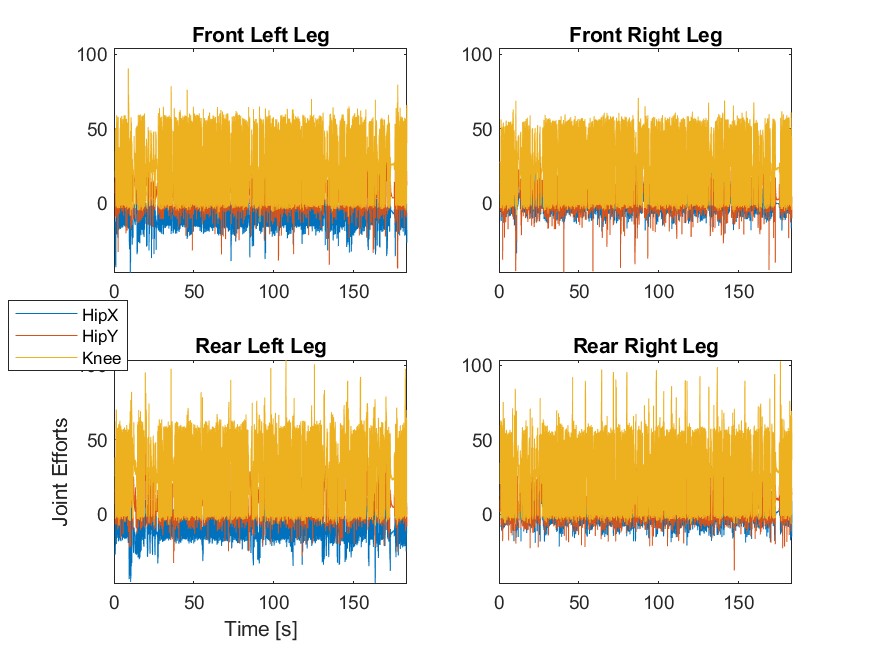 Front Left Leg
100
50
0
0 50 100 150
Front Right Leg
100
50
0
0 50 100 150
HipX
HipY
Knee
Rear Left Leg
50
0
0 50 100 150
Joint Efforts
Time [s]
Rear Right Leg
100
50
0
0 50 100 150